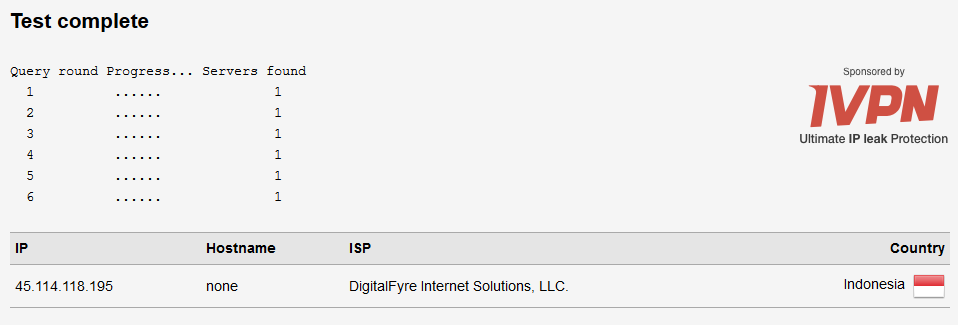 Test complete
Query round Progress... Servers found
1 ...... 1
2 ...... 1
3 ...... 1
4 ...... 1
5 ...... 1
6 ...... 1
Sponsored by
IVPN
Ultimate IP leak Protection
IP Hostname ISP Country
45.114.118.195 none DigitalFyre Internet Solutions, LLC. Indonesia